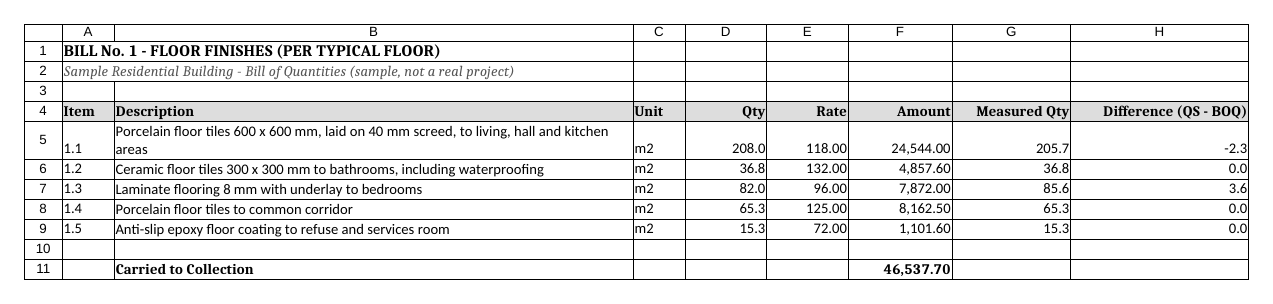 A B C D E F G H
1 BILL No. 1 - FLOOR FINISHES (PER TYPICAL FLOOR)
2 Sample Residential Building - Bill of Quantities (sample, not a real project)
3
4 Item Description Unit Qty Rate Amount Measured Qty Difference (QS - BOQ)
5 1.1 Porcelain floor tiles 600 x 600 mm, laid on 40 mm screed, to living, hall and kitchen
areas m2 208.0 118.00 24,544.00 205.7 -2.3
6 1.2 Ceramic floor tiles 300 x 300 mm to bathrooms, including waterproofing m2 36.8 132.00 4,857.60 36.8 0.0
7 1.3 Laminate flooring 8 mm with underlay to bedrooms m2 82.0 96.00 7,872.00 85.6 3.6
8 1.4 Porcelain floor tiles to common corridor m2 65.3 125.00 8,162.50 65.3 0.0
9 1.5 Anti-slip epoxy floor coating to refuse and services room m2 15.3 72.00 1,101.60 15.3 0.0
10
11 Carried to Collection 46,537.70